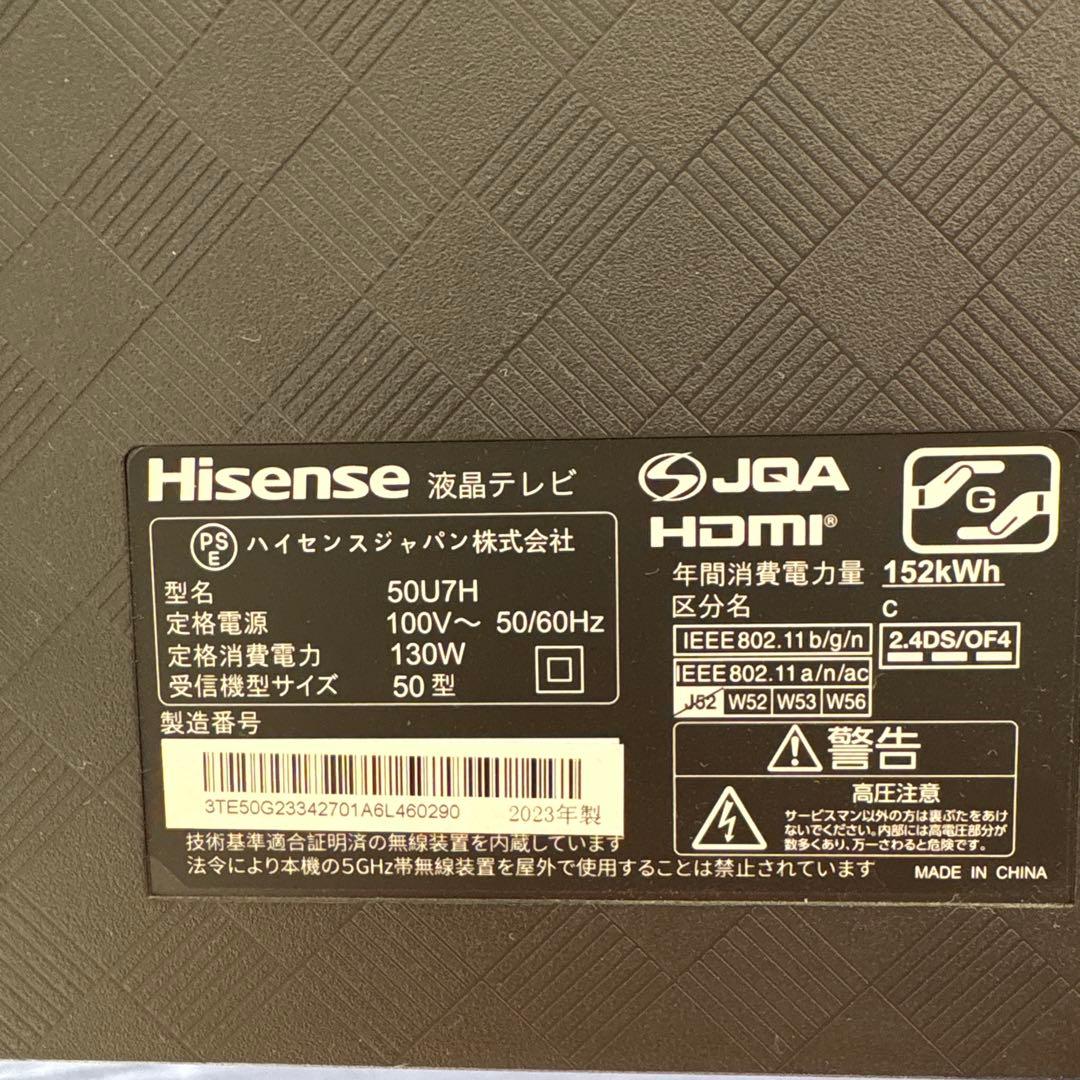 Hisense 液晶テレビ
PS
E
ハイセンスジャパン株式会社
型名 50U7H
定格電源 100V～ 50/60Hz
定格消費電力 130W
受信機型サイズ 50型
製造番号
3TE50G23342701A6L460290 2023年製
技術基準適合証明済の無線装置を内蔵しています
法令により本機の5GHz帯無線装置を屋外で使用することは禁止されています
JQA
HDMI®
G
年間消費電力量 152kWh
区分名 C
IEEE802.11b/g/n
2.4DS/OF4
IEEE802.11a/n/ac
J52 W52 W53 W56
警告
高圧注意
サービスマン以外の方は裏ぶたをあけ
ないでください。内部には高電圧部分が
数多くあり、万一さわると危険です。
MADE IN CHINA